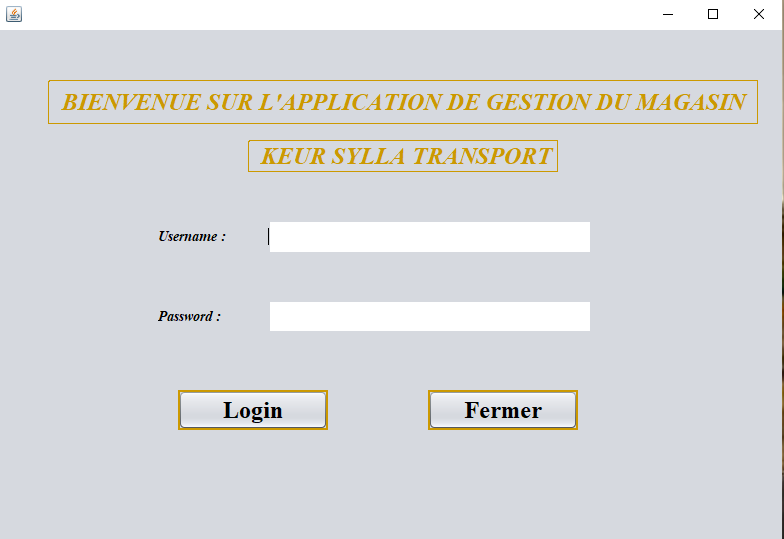 BIENVENUE SUR L'APPLICATION DE GESTION DU MAGASIN
KEUR SYLLA TRANSPORT
Username :
Password :
Login
Fermer